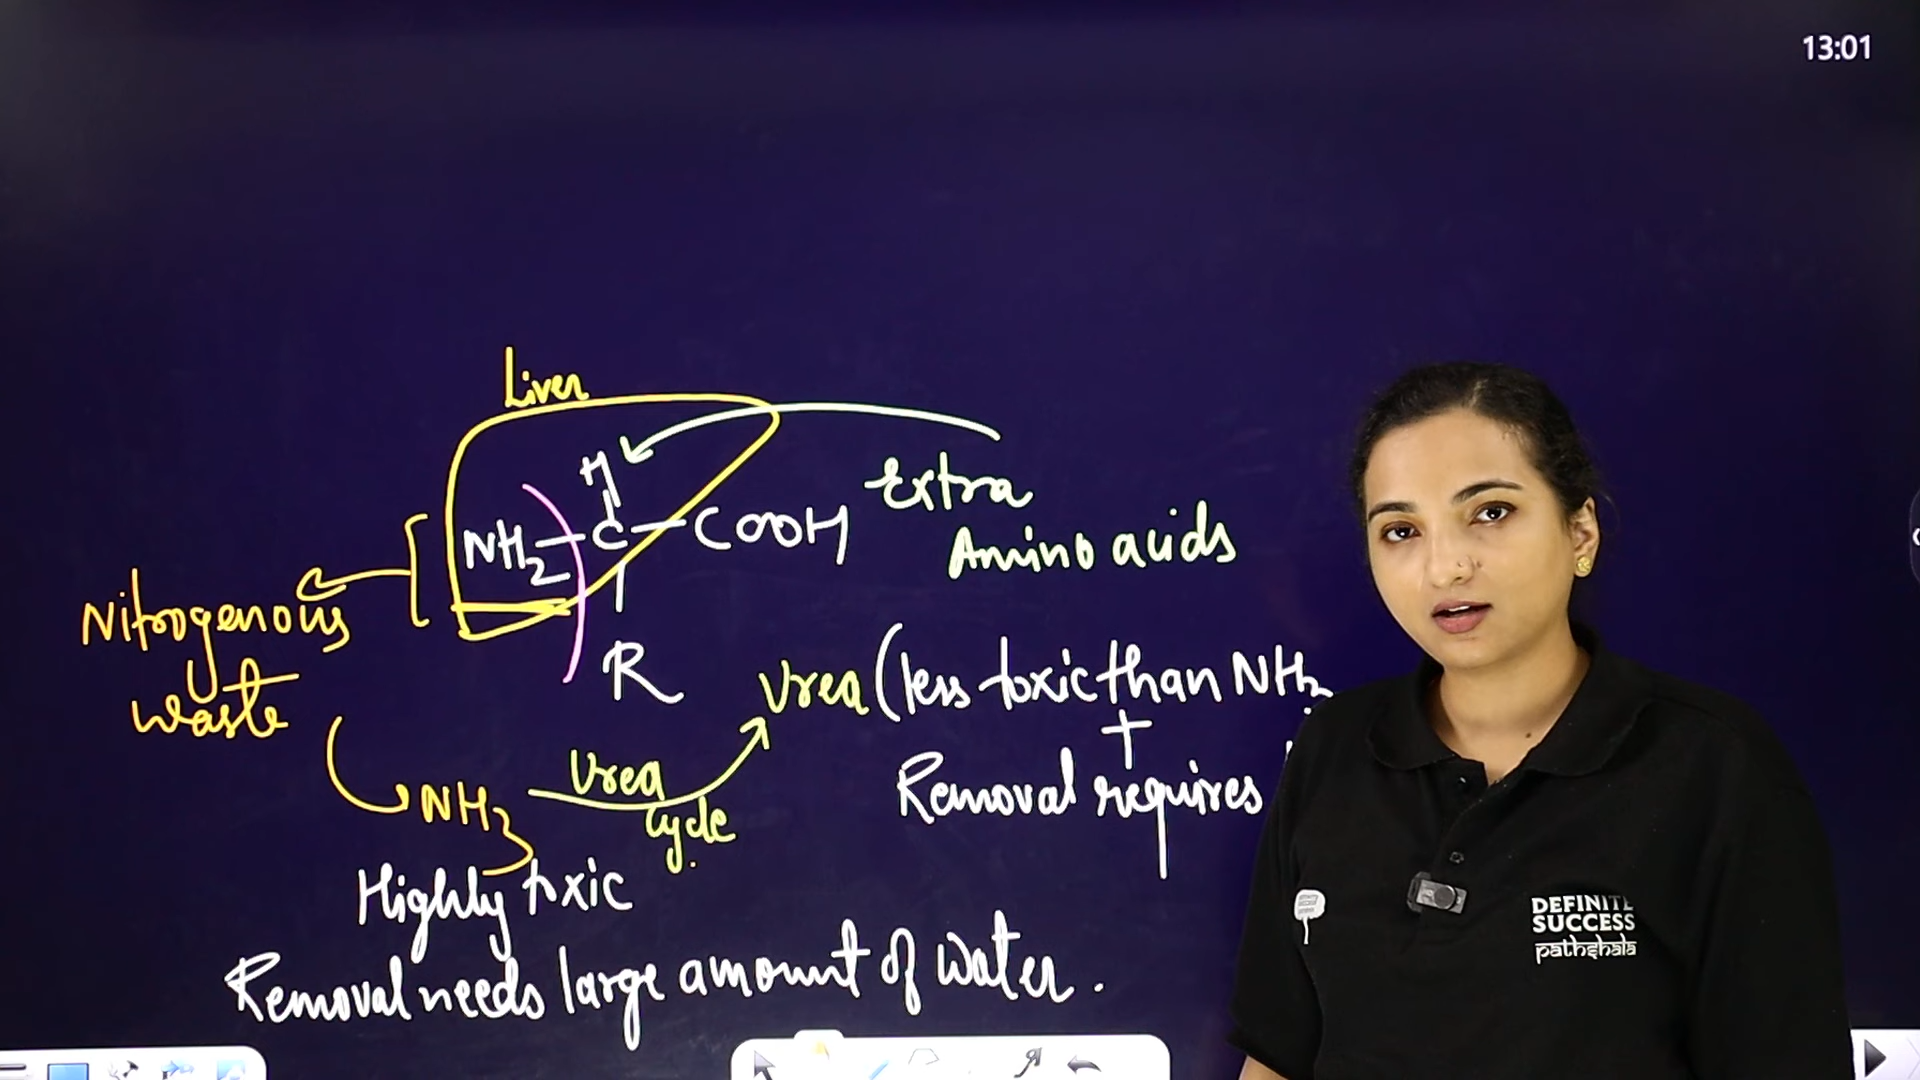 13:01
Liver
H
NH2 - C - COOH
R
Extra
Amino acids
Nitrogenous
waste
Urea (less toxic than NH3
+
Removal requires
NH3
Urea
cycle
Highly toxic
Removal needs large amount of water.
DEFINITE
SUCCESS
pathshala